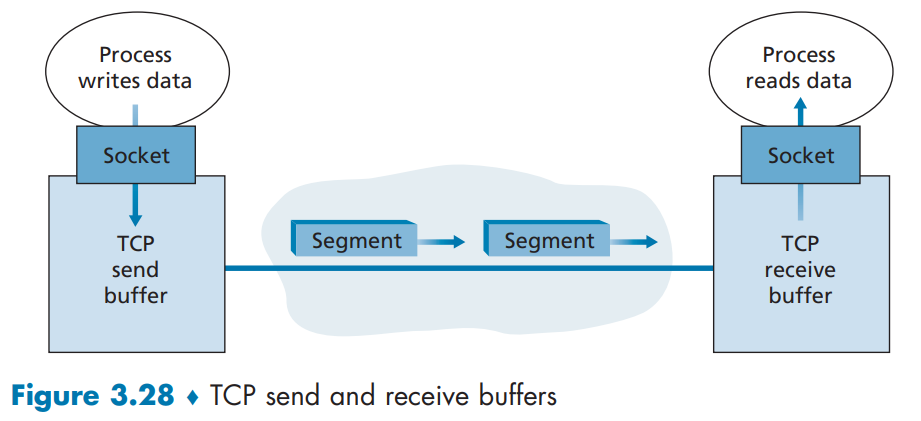 Process
writes data
Socket
TCP
send
buffer
Segment
Segment
Process
reads data
Socket
TCP
receive
buffer
Figure 3.28 ♦ TCP send and receive buffers